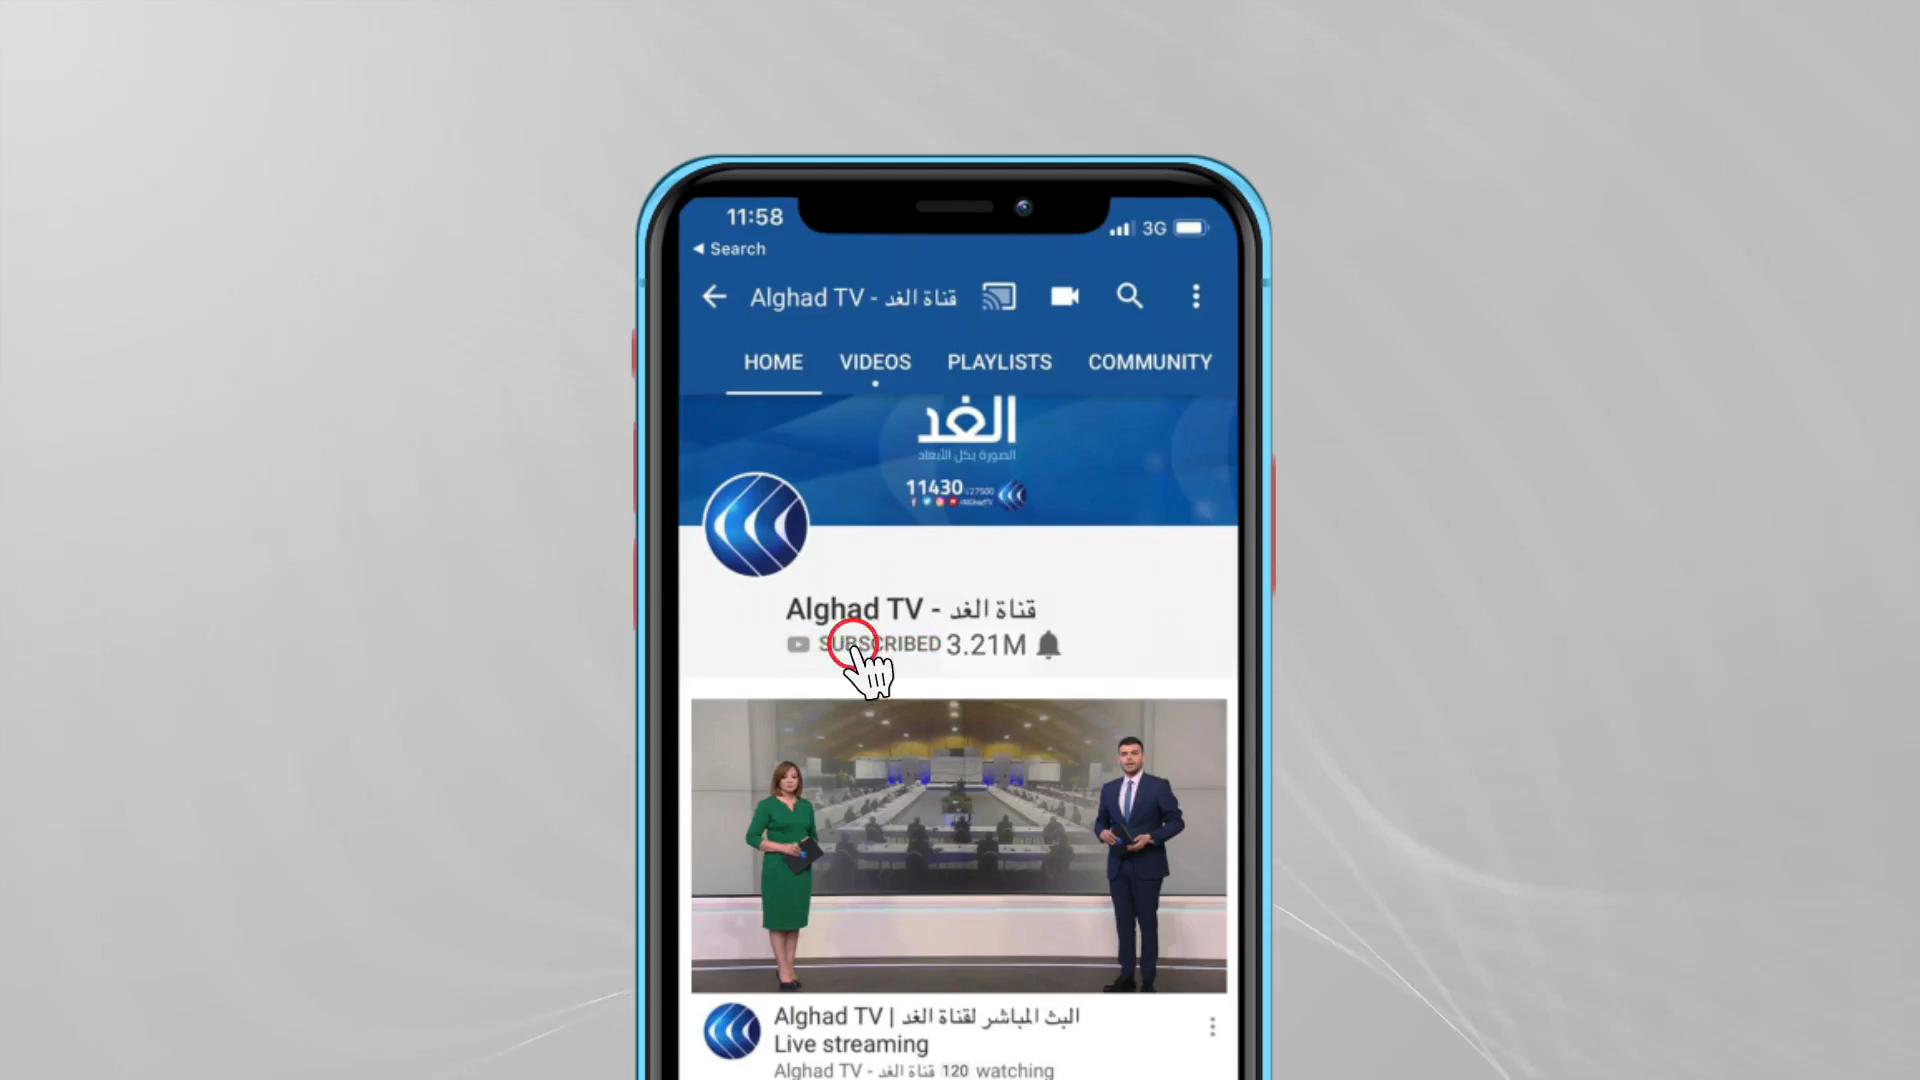 11:58
3G
◀ Search
Alghad TV - قناة الغد
HOME VIDEOS PLAYLISTS COMMUNITY
الغد
الصورة بكل الأبعاد
11430 27500
Alghad TV - قناة الغد
SUBSCRIBED 3.21M
Alghad TV | البث المباشر لقناة الغد
Live streaming
Alghad TV - قناة الغد 120 watching